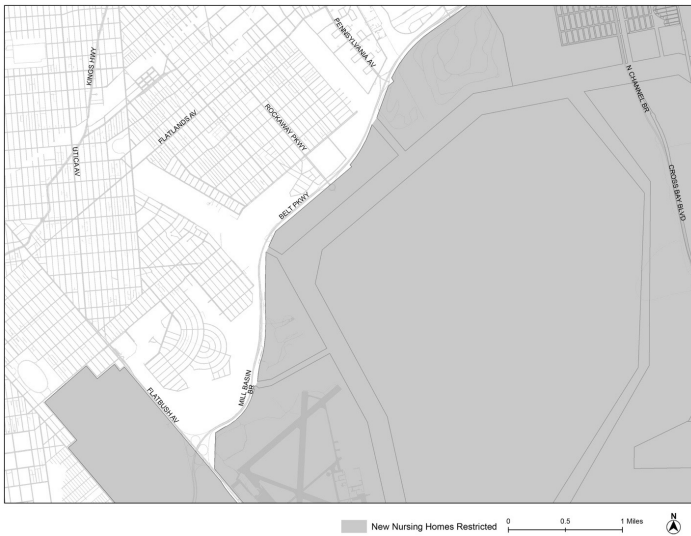 PENNSYLVANIA AV
KINGS HWY
N CHANNEL BR
FLATLANDS AV
ROCKAWAY PKWY
UTICA AV
CROSS BAY BLVD
BELT PKWY
MILL BASIN
BR
FLATBUSH AV
New Nursing Homes Restricted
0
0.5
1 Miles
N